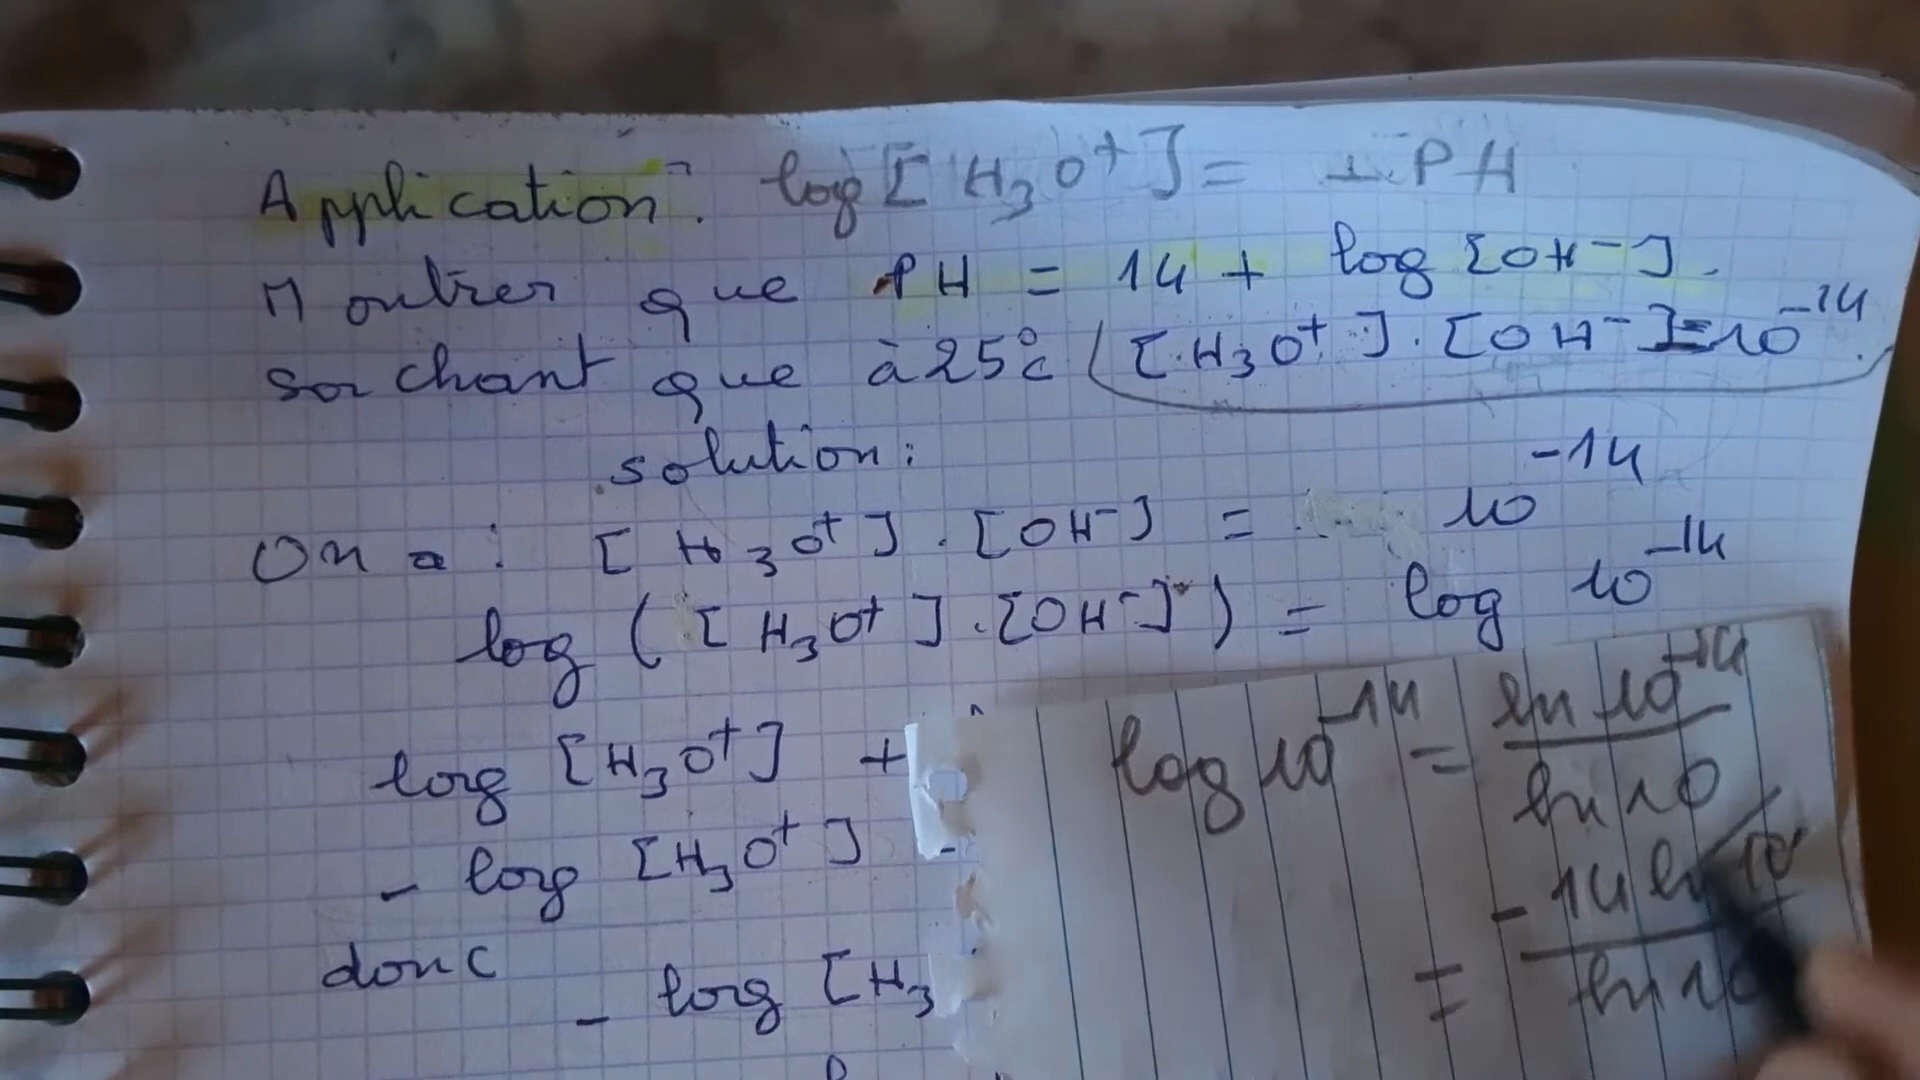 Application: log [H₃O⁺] = - PH
Montrer que PH = 14 + log [OH⁻].
sachant que à 25°c [H₃O⁺].[OH⁻] = 10⁻¹⁴
solution:
On a: [H₃O⁺].[OH⁻] = 10⁻¹⁴
log ([H₃O⁺].[OH⁻]) = log 10⁻¹⁴
log [H₃O⁺] +
- log [H₃O⁺]
donc
- log [H₃
log 10⁻¹⁴ = ln 10⁻¹⁴ / ln 10
= - 14 ln 10 / ln 10